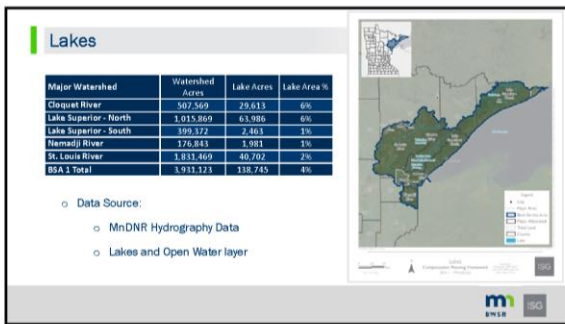 Lakes
Major Watershed Watershed Acres Lake Acres Lake Area %
Cloquet River 507,569 29,613 6%
Lake Superior - North 1,015,869 63,986 6%
Lake Superior - South 399,372 2,463 1%
Nemadji River 176,843 1,981 1%
St. Louis River 1,831,469 40,702 2%
BSA 1 Total 3,931,123 138,745 4%
o Data Source:
o MnDNR Hydrography Data
o Lakes and Open Water layer
Legend
ISG
mn
BWSR
ISG